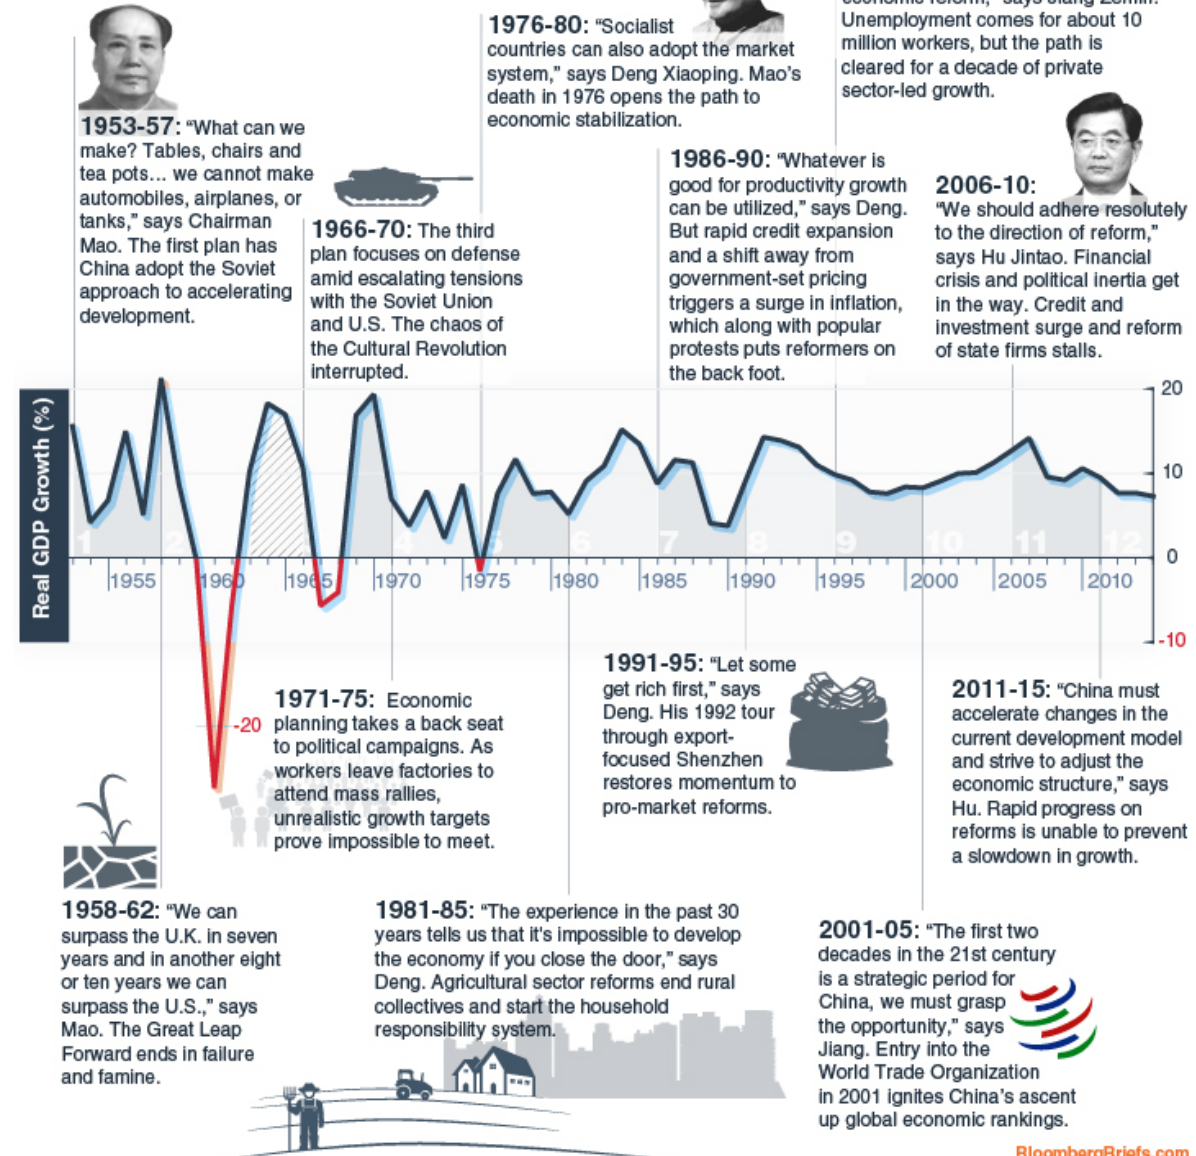 1953-57: “What can we
make? Tables, chairs and
tea pots... we cannot make
automobiles, airplanes, or
tanks,” says Chairman
Mao. The first plan has
China adopt the Soviet
approach to accelerating
development.
1966-70: The third
plan focuses on defense
amid escalating tensions
with the Soviet Union
and U.S. The chaos of
the Cultural Revolution
interrupted.
1976-80: “Socialist
countries can also adopt the market
system,” says Deng Xiaoping. Mao’s
death in 1976 opens the path to
economic stabilization.
economic reform,” says Jiang Zemin.
Unemployment comes for about 10
million workers, but the path is
cleared for a decade of private
sector-led growth.
1986-90: “Whatever is
good for productivity growth
can be utilized,” says Deng.
But rapid credit expansion
and a shift away from
government-set pricing
triggers a surge in inflation,
which along with popular
protests puts reformers on
the back foot.
2006-10:
“We should adhere resolutely
to the direction of reform,”
says Hu Jintao. Financial
crisis and political inertia get
in the way. Credit and
investment surge and reform
of state firms stalls.
Real GDP Growth (%)
20
10
0
-10
-20
1 2 4 5 6 7 8 9 10 11 12
1955 1960 1965 1970 1975 1980 1985 1990 1995 2000 2005 2010
1971-75: Economic
planning takes a back seat
to political campaigns. As
workers leave factories to
attend mass rallies,
unrealistic growth targets
prove impossible to meet.
1991-95: “Let some
get rich first,” says
Deng. His 1992 tour
through export-
focused Shenzhen
restores momentum to
pro-market reforms.
2011-15: “China must
accelerate changes in the
current development model
and strive to adjust the
economic structure,” says
Hu. Rapid progress on
reforms is unable to prevent
a slowdown in growth.
1958-62: “We can
surpass the U.K. in seven
years and in another eight
or ten years we can
surpass the U.S.,” says
Mao. The Great Leap
Forward ends in failure
and famine.
1981-85: “The experience in the past 30
years tells us that it's impossible to develop
the economy if you close the door,” says
Deng. Agricultural sector reforms end rural
collectives and start the household
responsibility system.
2001-05: “The first two
decades in the 21st century
is a strategic period for
China, we must grasp
the opportunity,” says
Jiang. Entry into the
World Trade Organization
in 2001 ignites China’s ascent
up global economic rankings.
BloombergBriefs.com